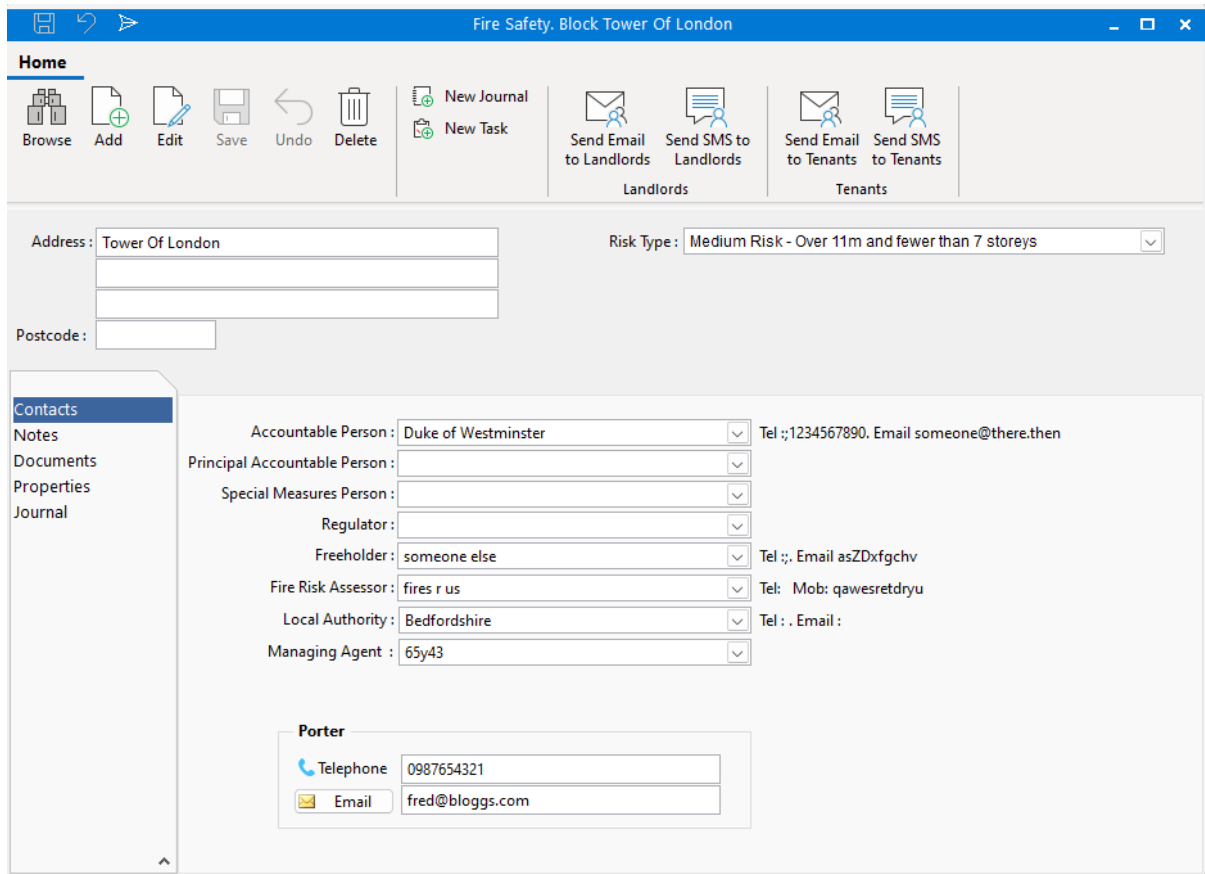 Fire Safety. Block Tower Of London
Home
Browse
Add
Edit
Save
Undo
Delete
New Journal
New Task
Send Email to Landlords
Send SMS to Landlords
Landlords
Send Email to Tenants
Send SMS to Tenants
Tenants
Address : Tower Of London
Risk Type : Medium Risk - Over 11m and fewer than 7 storeys
Postcode :
Contacts
Notes
Documents
Properties
Journal
Accountable Person : Duke of Westminster Tel :;1234567890. Email someone@there.then
Principal Accountable Person :
Special Measures Person :
Regulator :
Freeholder : someone else Tel :;. Email asZDxfgchv
Fire Risk Assessor : fires r us Tel: Mob: qawesretdryu
Local Authority : Bedfordshire Tel : . Email :
Managing Agent : 65y43
Porter
Telephone 0987654321
Email fred@bloggs.com